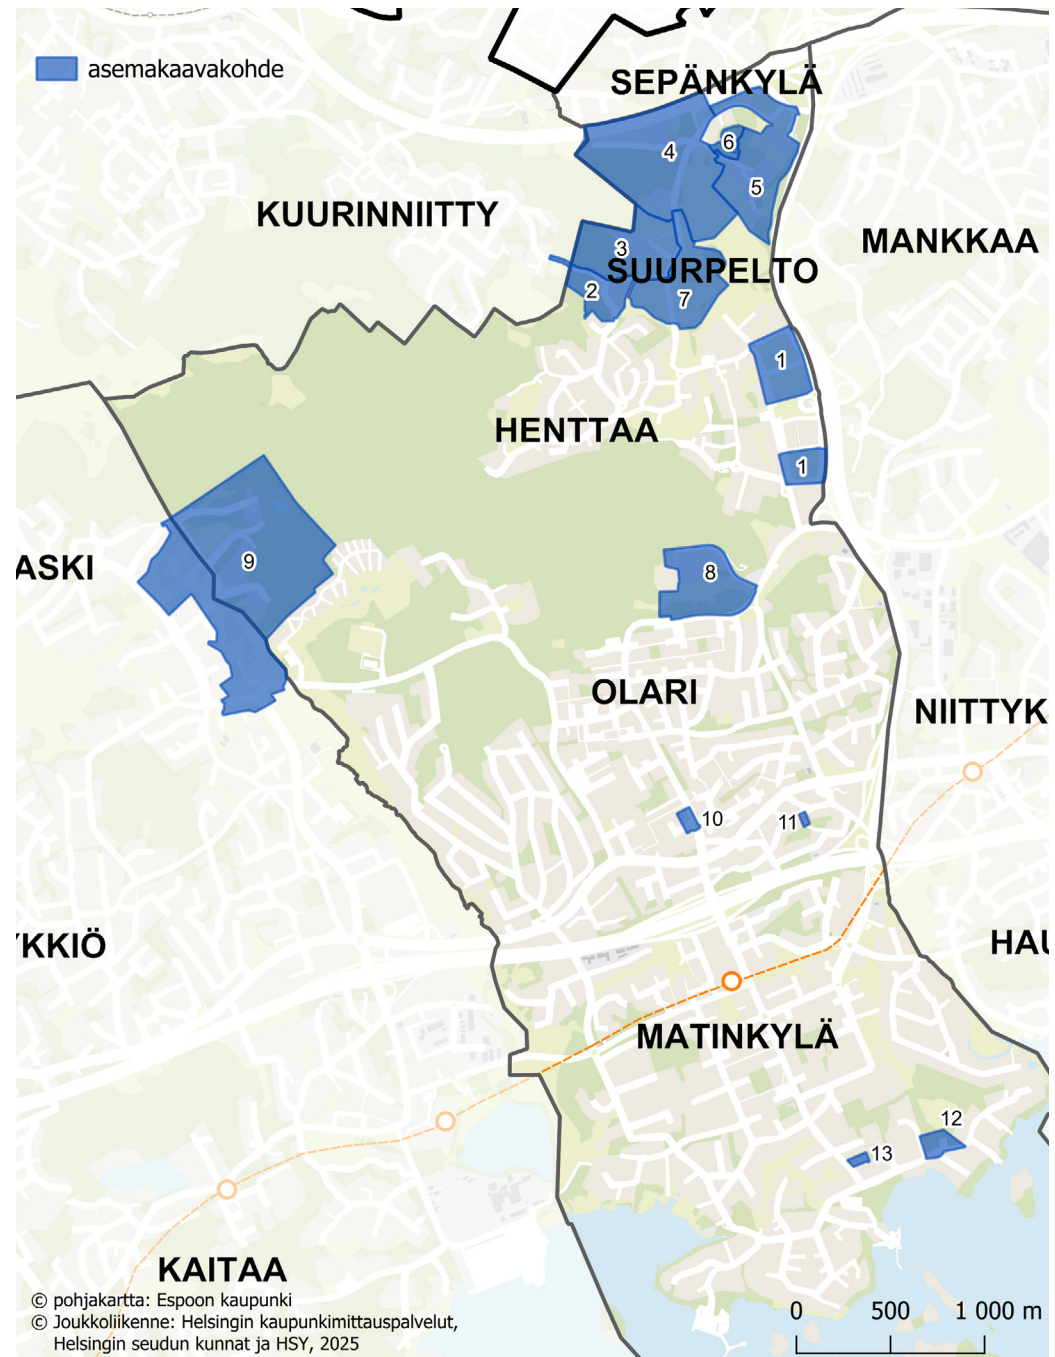 asemakaavakohde
SEPÄNKYLÄ
6
4
5
KUURINNIITTY
MANKKAA
3
SUURPELTO
2
7
1
HENTTAA
1
ASKI
9
8
OLARI
NIITTYK
10
11
YKKIÖ
HAU
MATINKYLÄ
12
13
KAITAA
© pohjakartta: Espoon kaupunki
© Joukkoliikenne: Helsingin kaupunkimittauspalvelut,
Helsingin seudun kunnat ja HSY, 2025
0 500 1 000 m